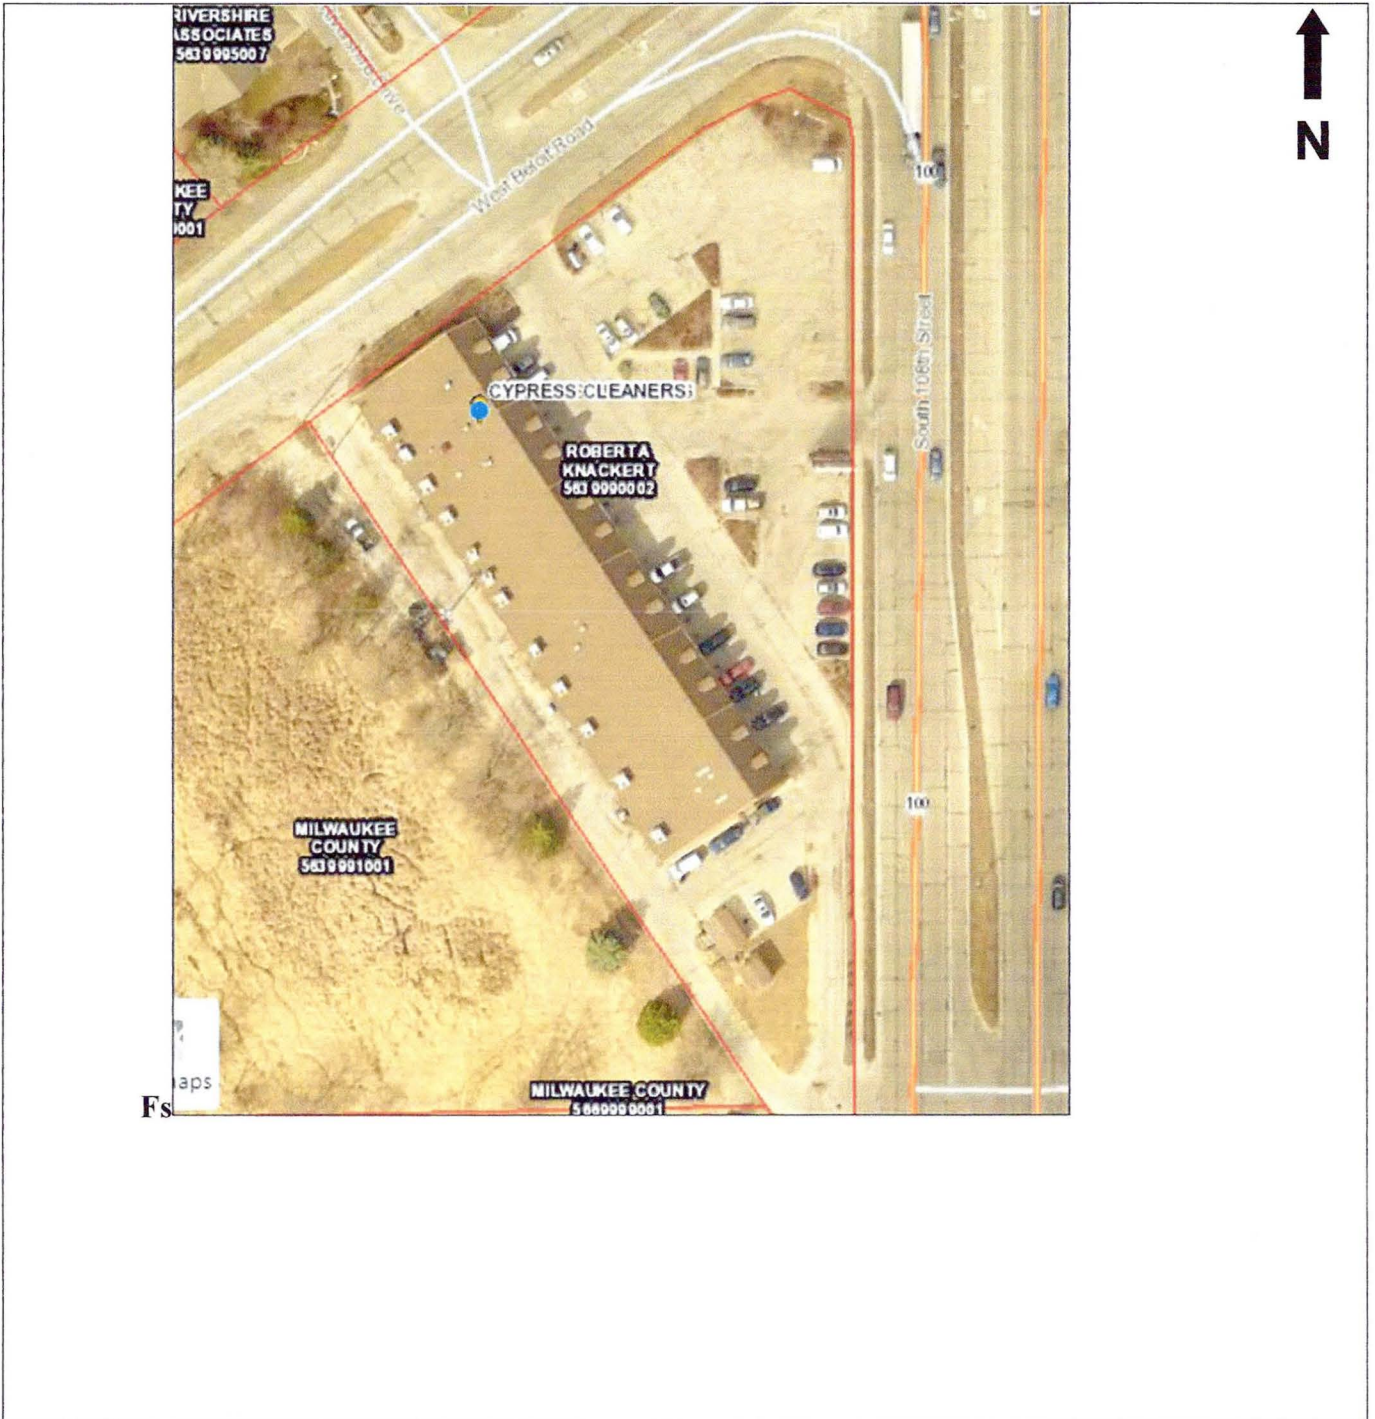 RIVERSHIRE
ASSOCIATES
5639995007
N
West Beloit Road
100
KEE
TY
0001
South 108th Street
CYPRESS CLEANERS
ROBERTA
KNACKERT
5639990002
100
MILWAUKEE
COUNTY
5639991001
aps
MILWAUKEE COUNTY
5669999001
Fs